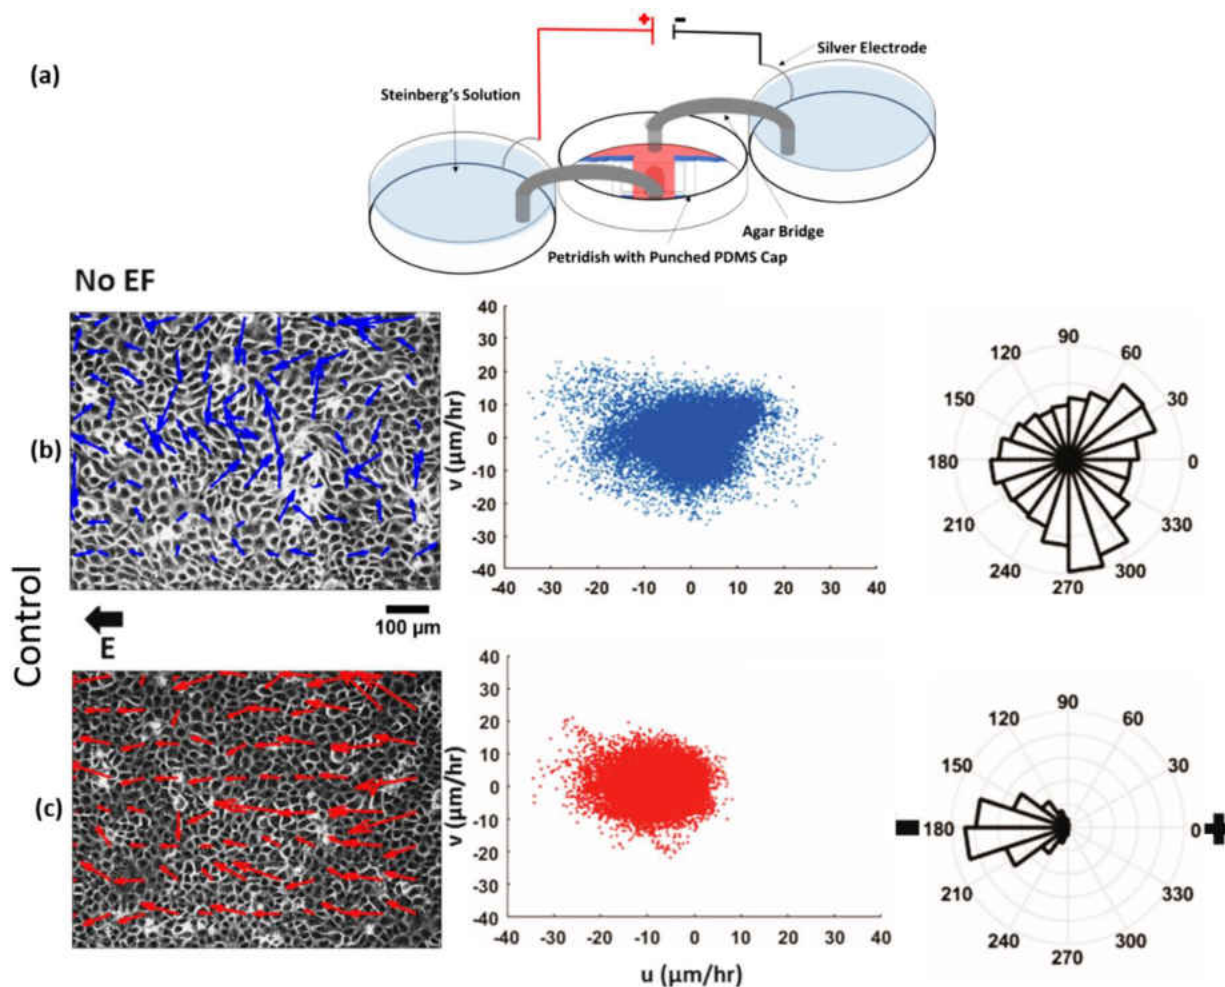 (a)
+ -
Silver Electrode
Steinberg's Solution
Agar Bridge
Petridish with Punched PDMS Cap
No EF
Control
(b)
E
100 μm
v (μm/hr)
40
30
20
10
0
-10
-20
-30
-40
-40 -30 -20 -10 0 10 20 30 40
90
120 60
150 30
180 0
210 330
240 300
270
(c)
v (μm/hr)
40
30
20
10
0
-10
-20
-30
-40
-40 -30 -20 -10 0 10 20 30 40
u (μm/hr)
90
120 60
150 30
- 180 0 +
210 330
240 300
270